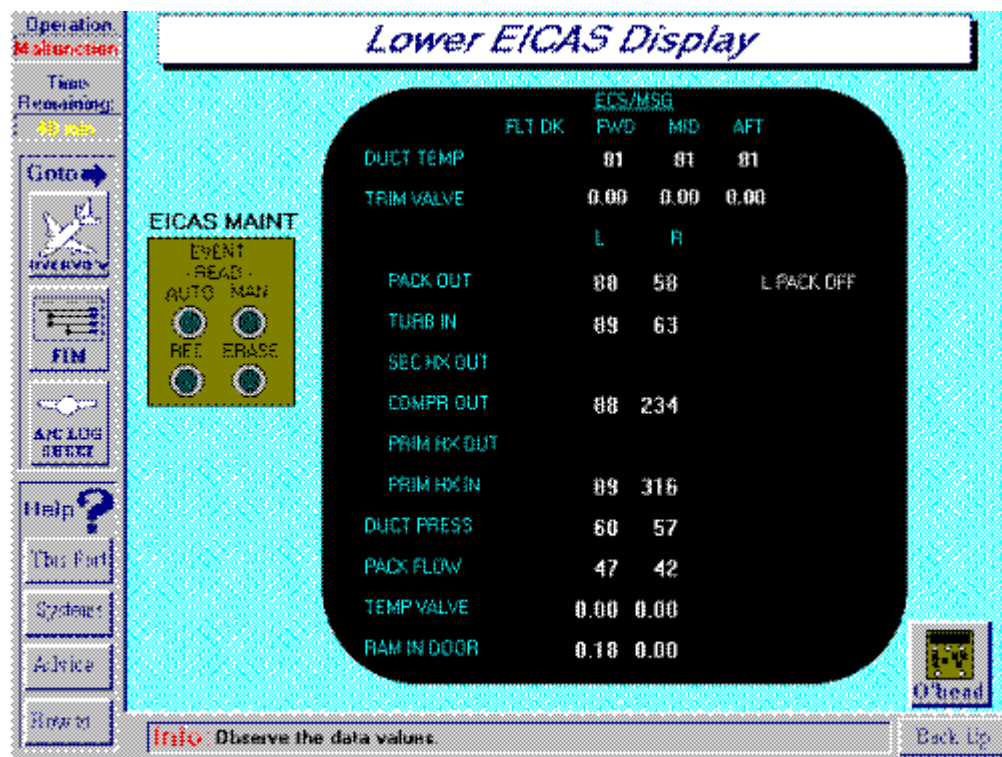 Operation
Malfunction
Lower EICAS Display
Time
Remaining:
40 min
Goto
OVERVIEW
FIM
A/C LOG
SHEET
Help?
This Part
Systems
Advice
How to
EICAS MAINT
EVENT
- READ -
AUTO MAN
REC ERASE
ECS/MSG
FLT DK FWD MID AFT
DUCT TEMP 81 81 81
TRIM VALVE 0.00 0.00 0.00
L R
PACK OUT 88 58 L PACK OFF
TURB IN 89 63
SEC HX OUT
COMPR OUT 88 234
PRIM HX OUT
PRIM HX IN 89 316
DUCT PRESS 60 57
PACK FLOW 47 42
TEMP VALVE 0.00 0.00
RAM IN DOOR 0.18 0.00
O'head
Info: Observe the data values.
Back Up